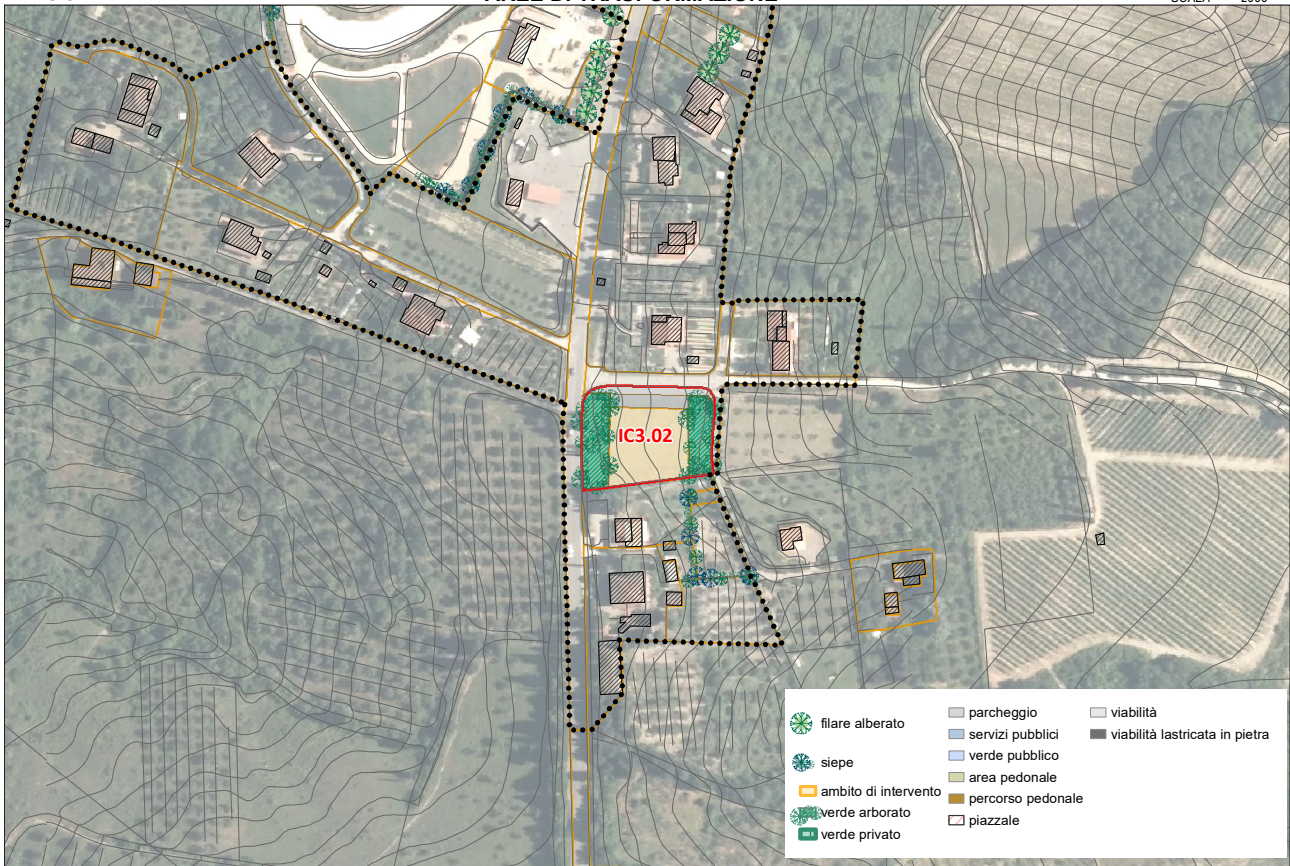 IC3.02
filare alberato
siepe
ambito di intervento
verde arborato
verde privato
parcheggio
servizi pubblici
verde pubblico
area pedonale
percorso pedonale
piazzale
viabilità
viabilità lastricata in pietra